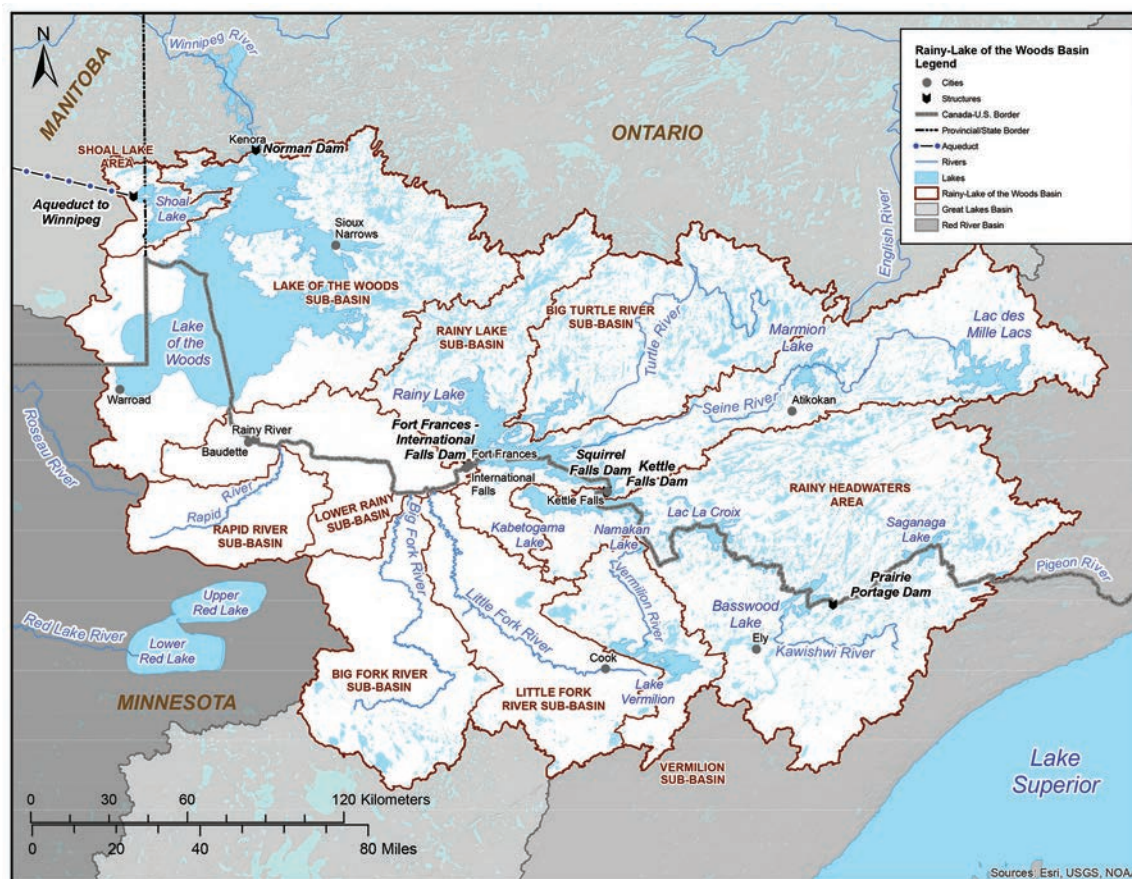 N
MANITOBA
Winnipeg River
ONTARIO
Rainy-Lake of the Woods Basin
Legend
Cities
Structures
Canada-U.S. Border
Provincial/State Border
Aqueduct
Rivers
Lakes
Rainy-Lake of the Woods Basin
Great Lakes Basin
Red River Basin
Kenora
Norman Dam
SHOAL LAKE
AREA
Aqueduct to
Winnipeg
Shoal
Lake
Sioux
Narrows
English River
LAKE OF THE WOODS
SUB-BASIN
RAINY LAKE
SUB-BASIN
BIG TURTLE RIVER
SUB-BASIN
Turtle River
Marmion
Lake
Lac des
Mille Lacs
Lake
of the
Woods
Warroad
Rainy Lake
Seine River
Atikokan
Roseau River
Rainy River
Baudette
Fort Frances -
International
Falls Dam
Fort Frances
International
Falls
Squirrel
Falls Dam
Kettle
Falls Dam
Kettle Falls
RAINY HEADWATERS
AREA
Rapid River
RAPID RIVER
SUB-BASIN
LOWER RAINY
SUB-BASIN
Big Fork River
Kabetogama
Lake
Namakan
Lake
Lac La Croix
Saganaga
Lake
Pigeon River
Prairie
Portage Dam
Upper
Red Lake
Lower
Red Lake
Red Lake River
Little Fork River
Vermilion River
Basswood
Lake
Ely
Kawishwi River
Cook
Lake
Vermilion
MINNESOTA
BIG FORK RIVER
SUB-BASIN
LITTLE FORK
RIVER SUB-BASIN
VERMILION
SUB-BASIN
Lake
Superior
0 30 60 120 Kilometers
0 20 40 80 Miles
Sources: Esri, USGS, NOAA